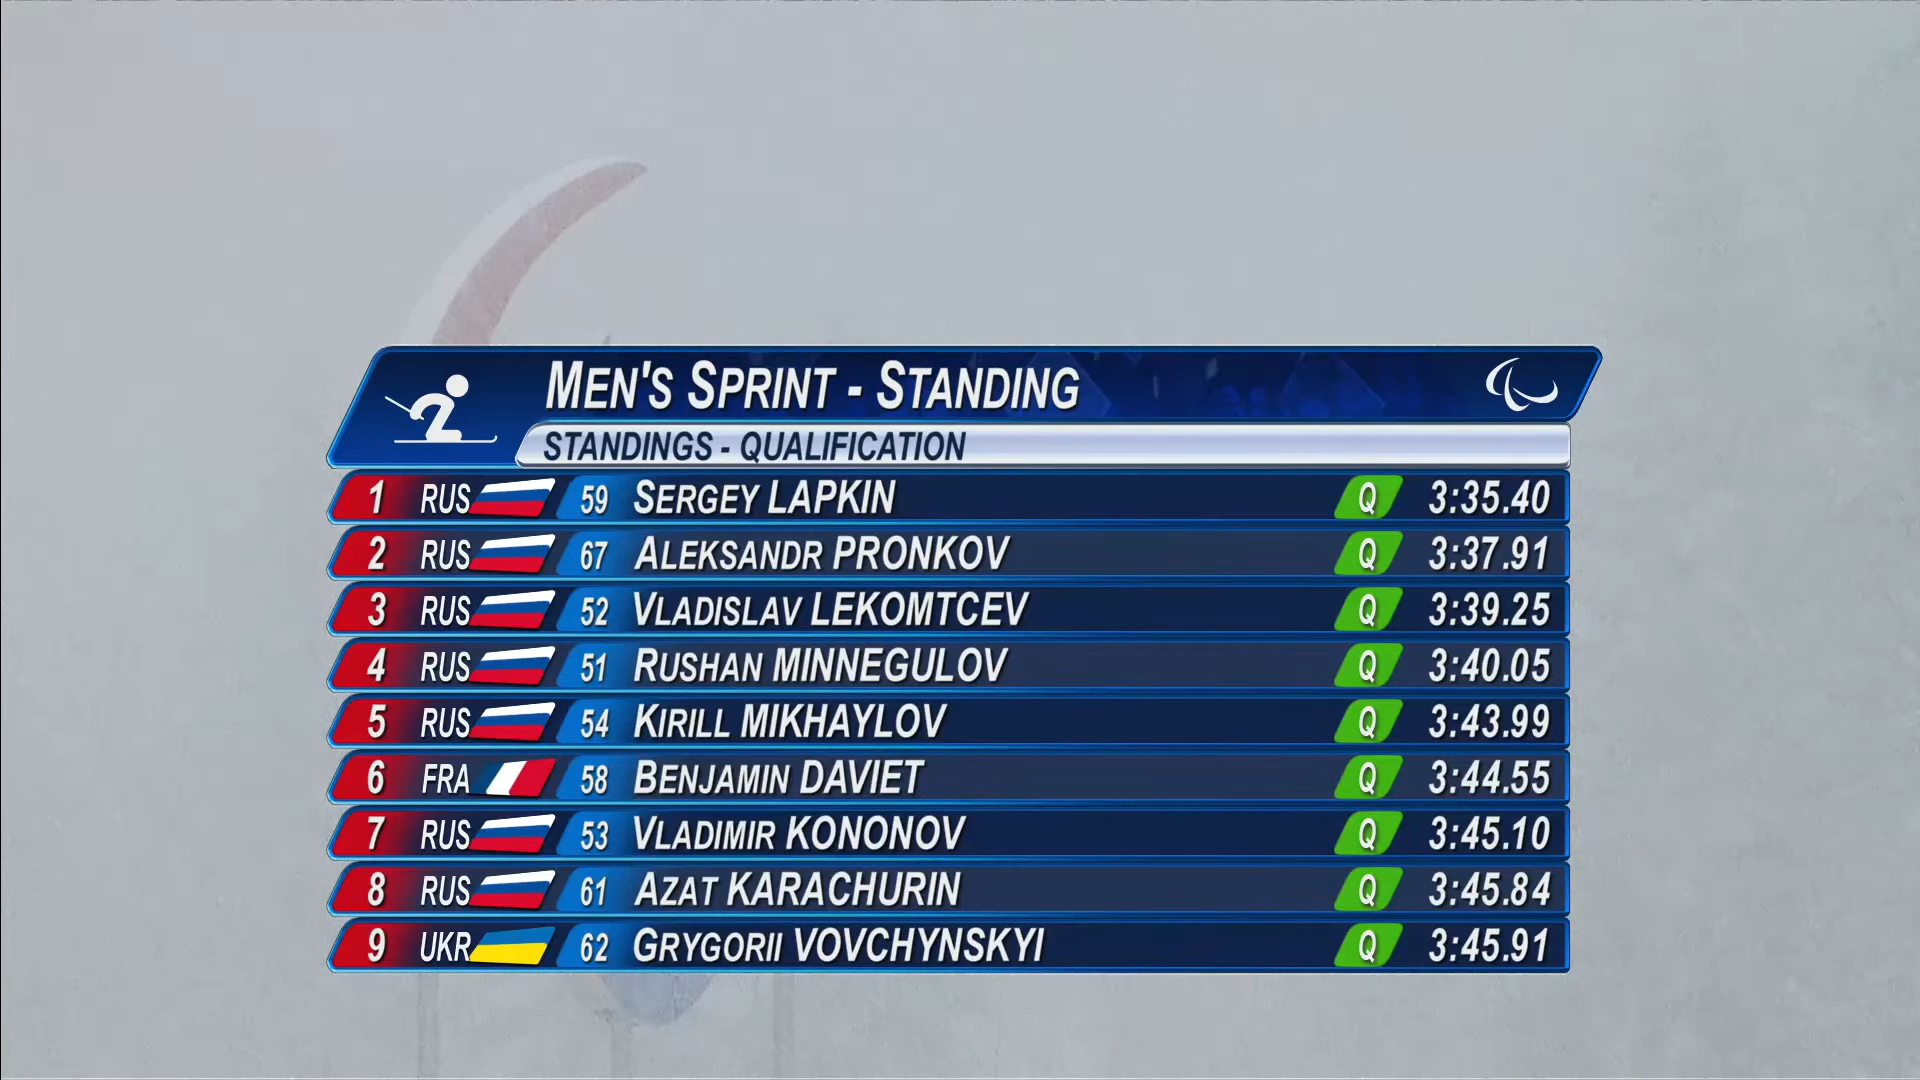 MEN'S SPRINT - STANDING
STANDINGS - QUALIFICATION
1 RUS 59 SERGEY LAPKIN Q 3:35.40
2 RUS 67 ALEKSANDR PRONKOV Q 3:37.91
3 RUS 52 VLADISLAV LEKOMTCEV Q 3:39.25
4 RUS 51 RUSHAN MINNEGULOV Q 3:40.05
5 RUS 54 KIRILL MIKHAYLOV Q 3:43.99
6 FRA 58 BENJAMIN DAVIET Q 3:44.55
7 RUS 53 VLADIMIR KONONOV Q 3:45.10
8 RUS 61 AZAT KARACHURIN Q 3:45.84
9 UKR 62 GRYGORII VOVCHYNSKYI Q 3:45.91